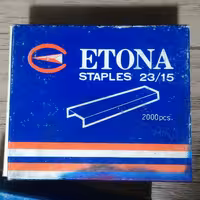 ETONA
STAPLES 23/15
2000pcs.